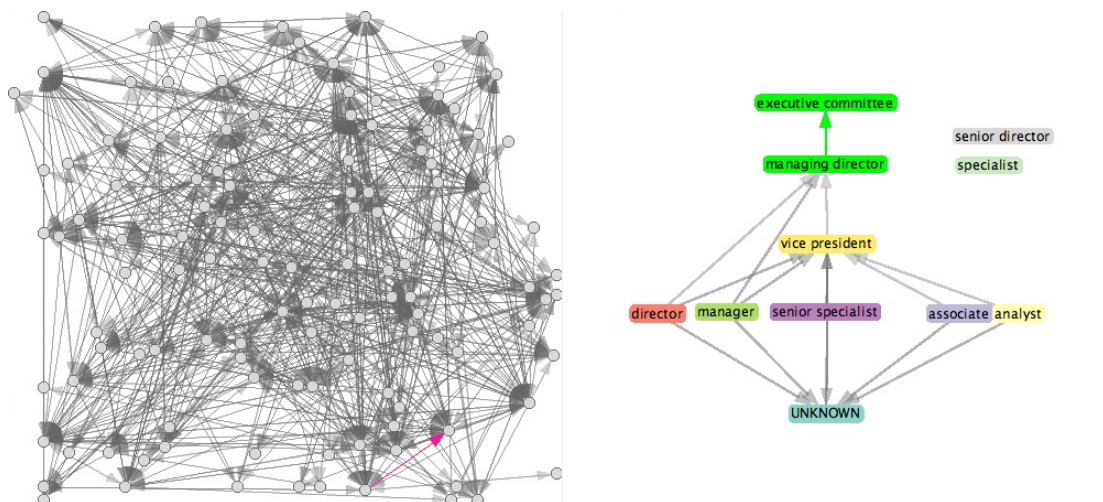 executive committee
senior director
managing director
specialist
vice president
director
manager
senior specialist
associate
analyst
UNKNOWN